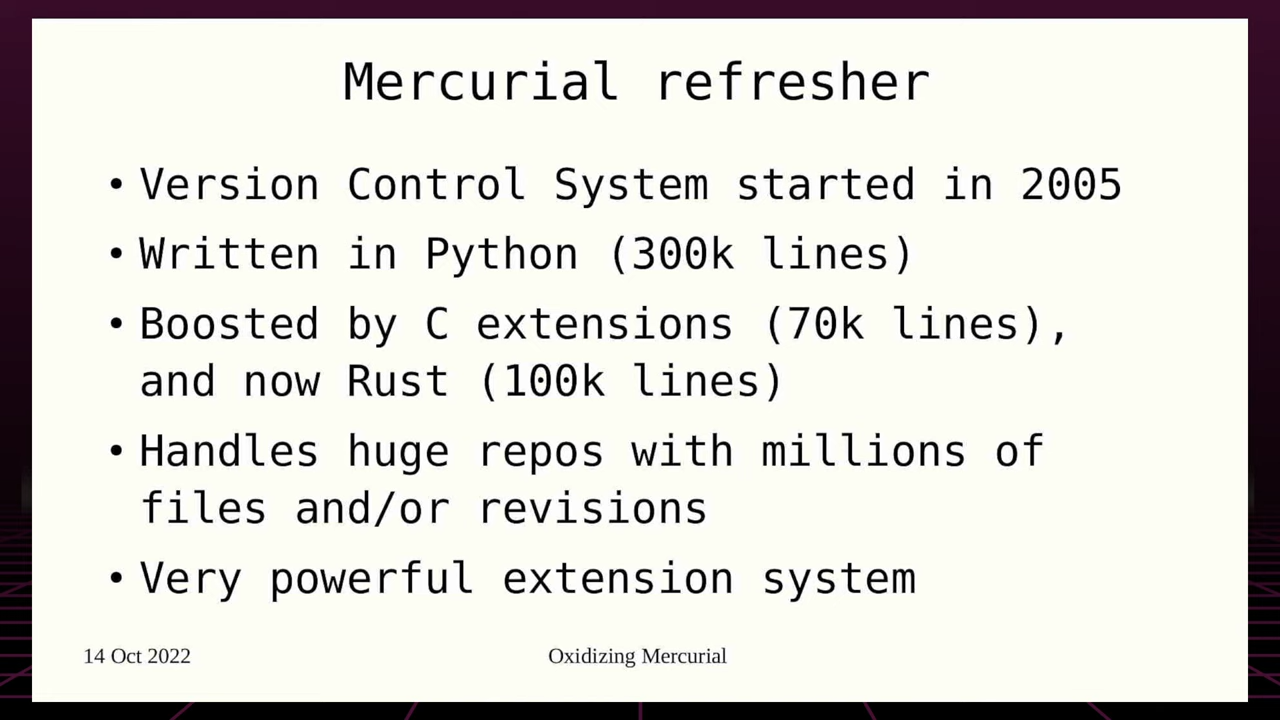 Mercurial refresher
• Version Control System started in 2005
• Written in Python (300k lines)
• Boosted by C extensions (70k lines),
and now Rust (100k lines)
• Handles huge repos with millions of
files and/or revisions
• Very powerful extension system
14 Oct 2022
Oxidizing Mercurial